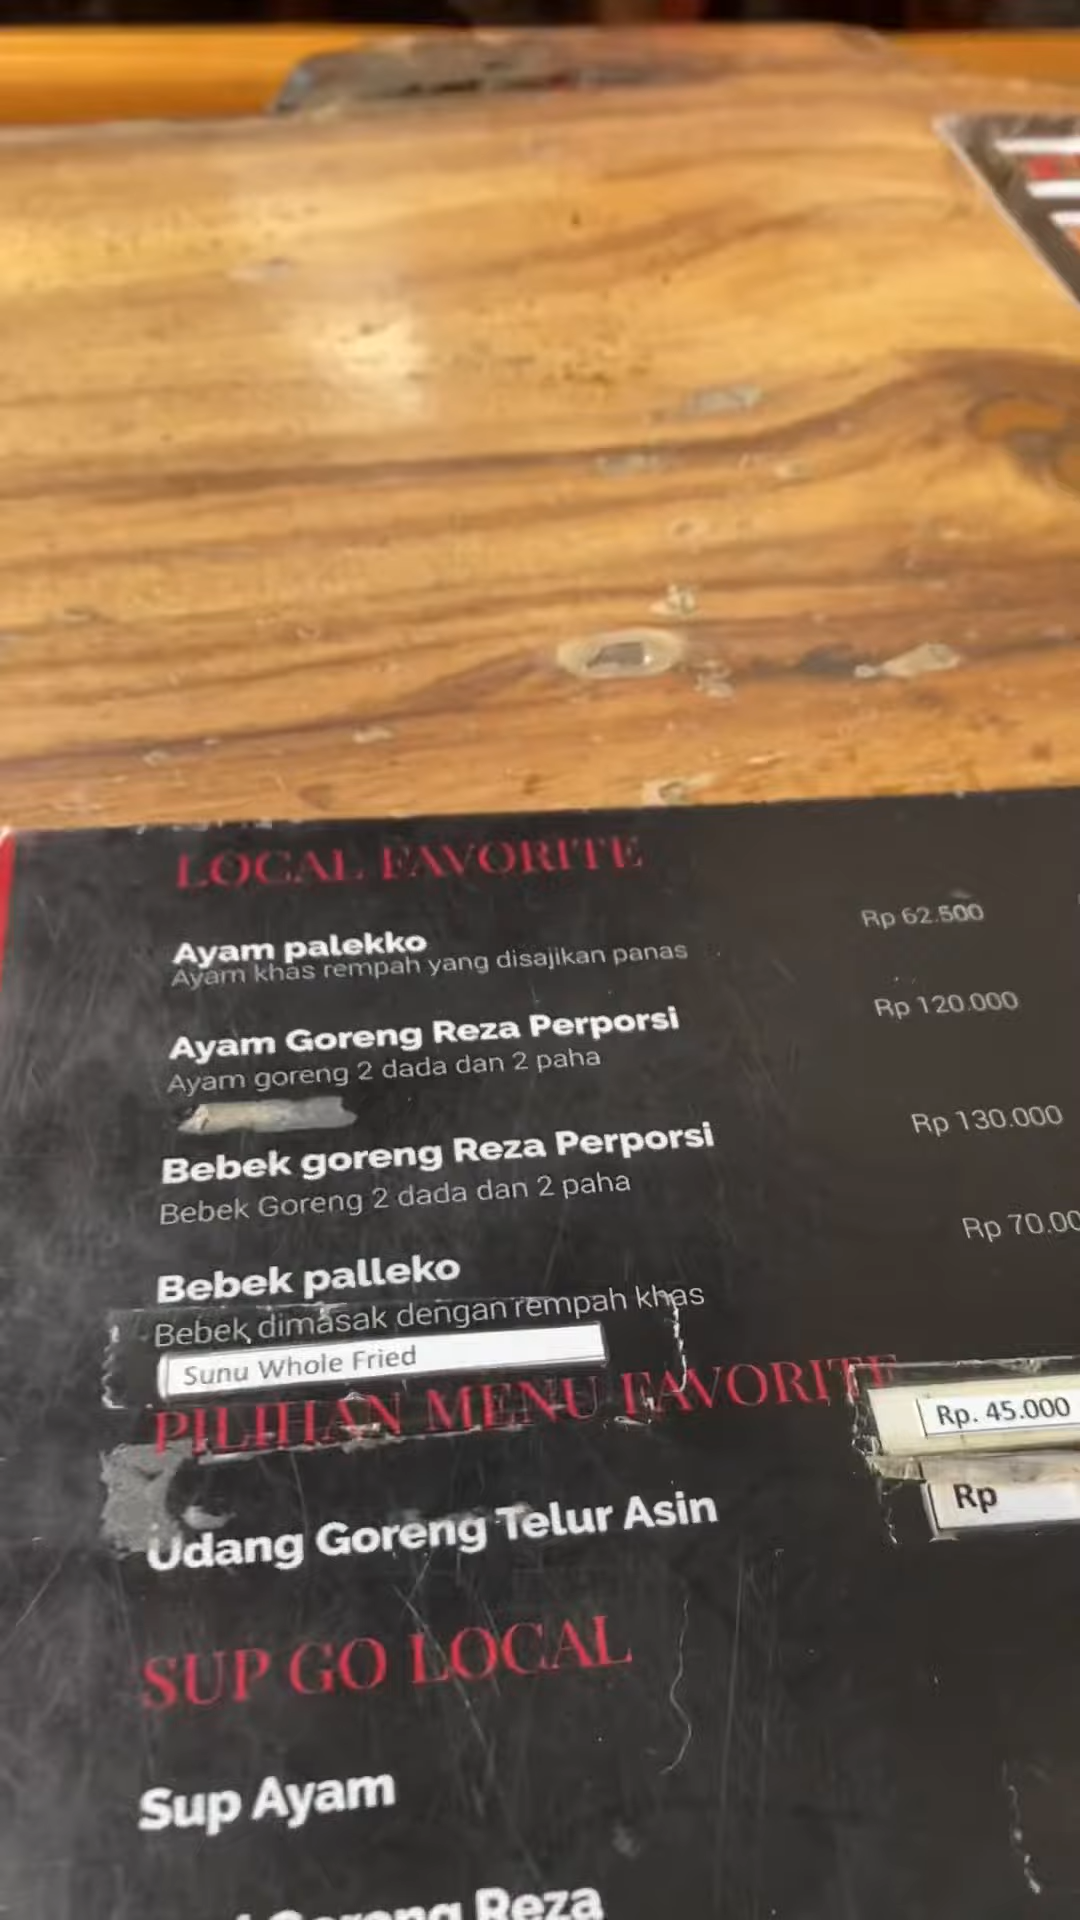 LOCAL FAVORITE
Ayam palekko Rp 62.500
Ayam khas rempah yang disajikan panas
Ayam Goreng Reza Perporsi Rp 120.000
Ayam goreng 2 dada dan 2 paha
Bebek goreng Reza Perporsi Rp 130.000
Bebek Goreng 2 dada dan 2 paha
Bebek palleko Rp 70.00
Bebek dimasak dengan rempah khas
Sunu Whole Fried
PILIHAN MENU FAVORITE Rp. 45.000
Udang Goreng Telur Asin Rp
SUP GO LOCAL
Sup Ayam
Goreng Reza